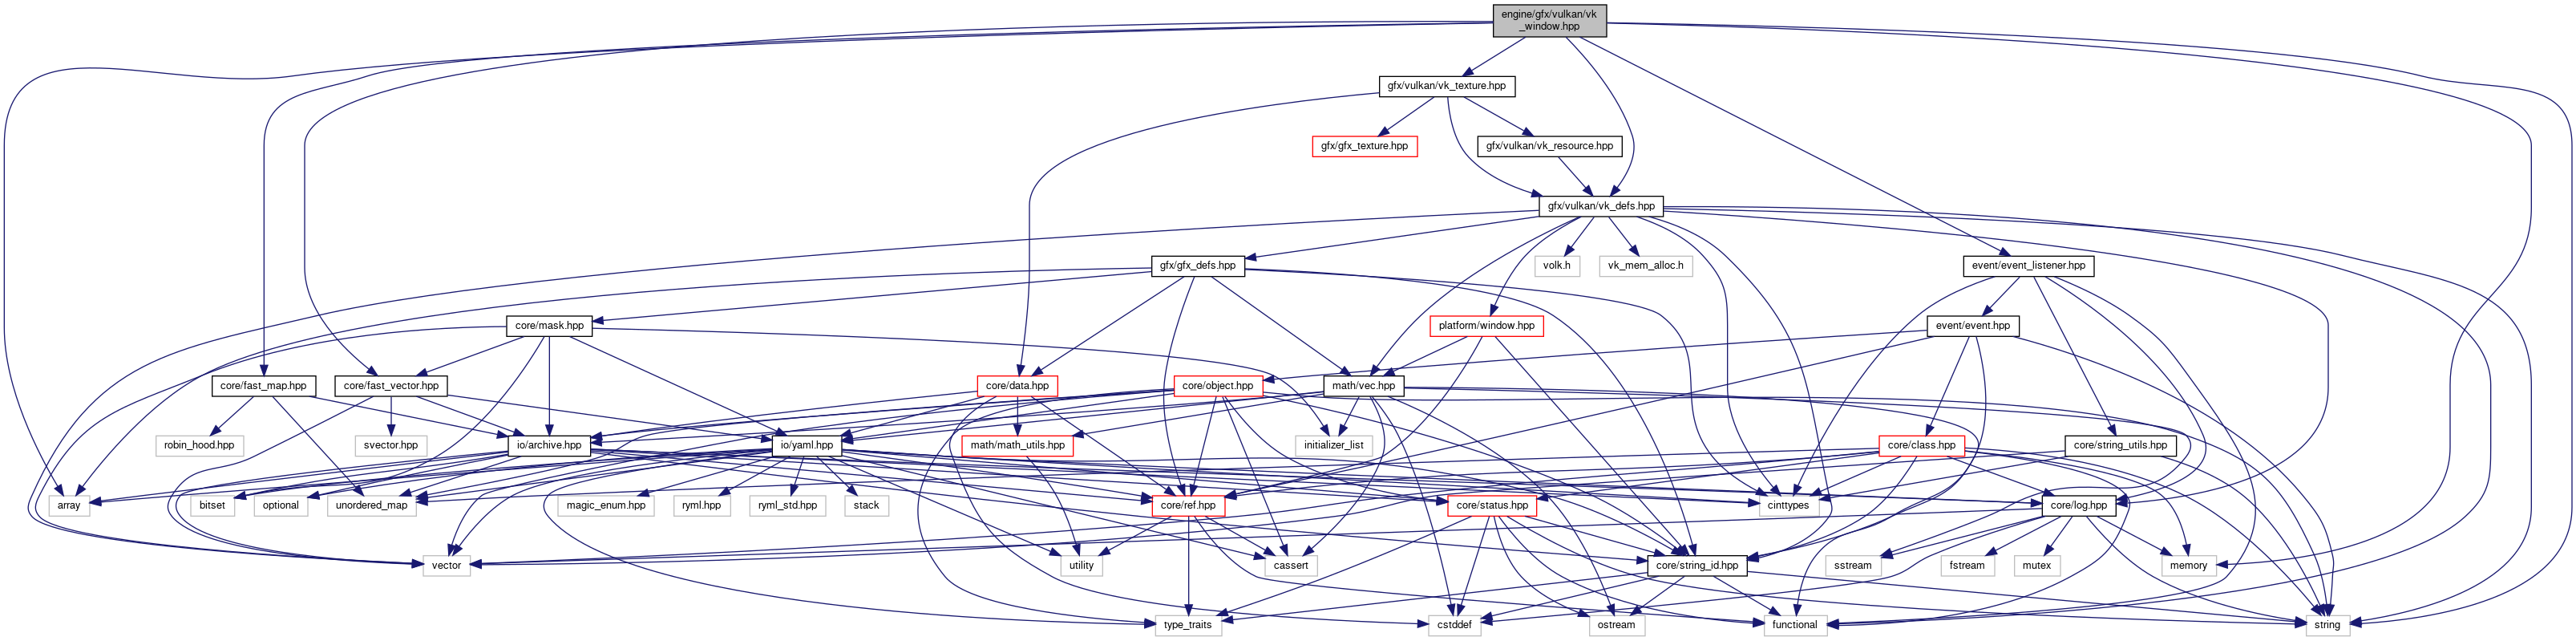 engine/gfx/vulkan/vk
_window.hpp
gfx/vulkan/vk_texture.hpp
gfx/gfx_texture.hpp
gfx/vulkan/vk_resource.hpp
gfx/vulkan/vk_defs.hpp
gfx/gfx_defs.hpp
volk.h
vk_mem_alloc.h
event/event_listener.hpp
core/mask.hpp
platform/window.hpp
event/event.hpp
core/fast_map.hpp
core/fast_vector.hpp
core/data.hpp
core/object.hpp
math/vec.hpp
robin_hood.hpp
svector.hpp
io/archive.hpp
io/yaml.hpp
math/math_utils.hpp
initializer_list
core/class.hpp
core/string_utils.hpp
array
bitset
optional
unordered_map
magic_enum.hpp
ryml.hpp
ryml_std.hpp
stack
core/ref.hpp
core/status.hpp
cinttypes
core/log.hpp
vector
utility
cassert
core/string_id.hpp
sstream
fstream
mutex
memory
type_traits
cstddef
ostream
functional
string